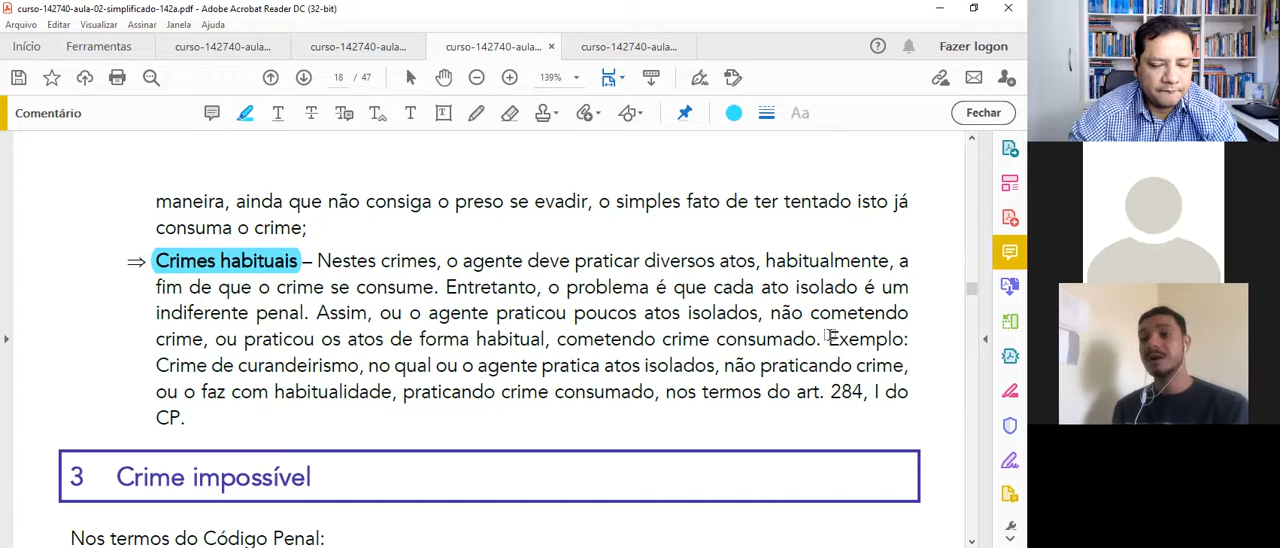 curso-142740-aula-02-simplificado-142a.pdf - Adobe Acrobat Reader DC (32-bit)
Arquivo Editar Visualizar Assinar Janela Ajuda
Início Ferramentas curso-142740-aula... curso-142740-aula... curso-142740-aula... × curso-142740-aula... Fazer logon
18 / 47 139%
Comentário Aa Fechar
maneira, ainda que não consiga o preso se evadir, o simples fato de ter tentado isto já
consuma o crime;
⇒ Crimes habituais – Nestes crimes, o agente deve praticar diversos atos, habitualmente, a
fim de que o crime se consume. Entretanto, o problema é que cada ato isolado é um
indiferente penal. Assim, ou o agente praticou poucos atos isolados, não cometendo
crime, ou praticou os atos de forma habitual, cometendo crime consumado. Exemplo:
Crime de curandeirismo, no qual ou o agente pratica atos isolados, não praticando crime,
ou o faz com habitualidade, praticando crime consumado, nos termos do art. 284, I do
CP.
3 Crime impossível
Nos termos do Código Penal: